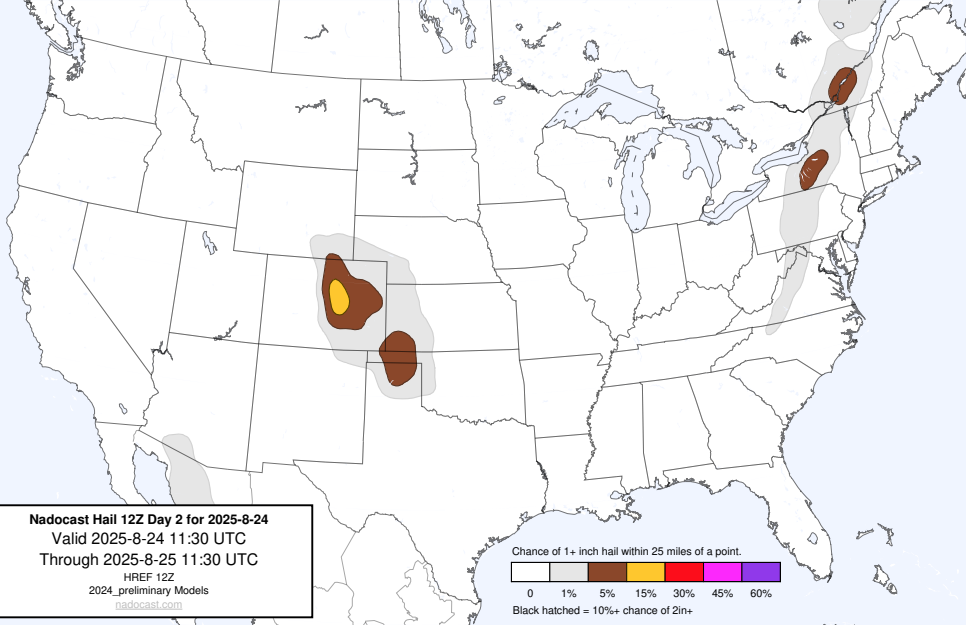 Nadocast Hail 12Z Day 2 for 2025-8-24
Valid 2025-8-24 11:30 UTC
Through 2025-8-25 11:30 UTC
HREF 12Z
2024_preliminary Models
nadocast.com
Chance of 1+ inch hail within 25 miles of a point.
0 1% 5% 15% 30% 45% 60%
Black hatched = 10%+ chance of 2in+